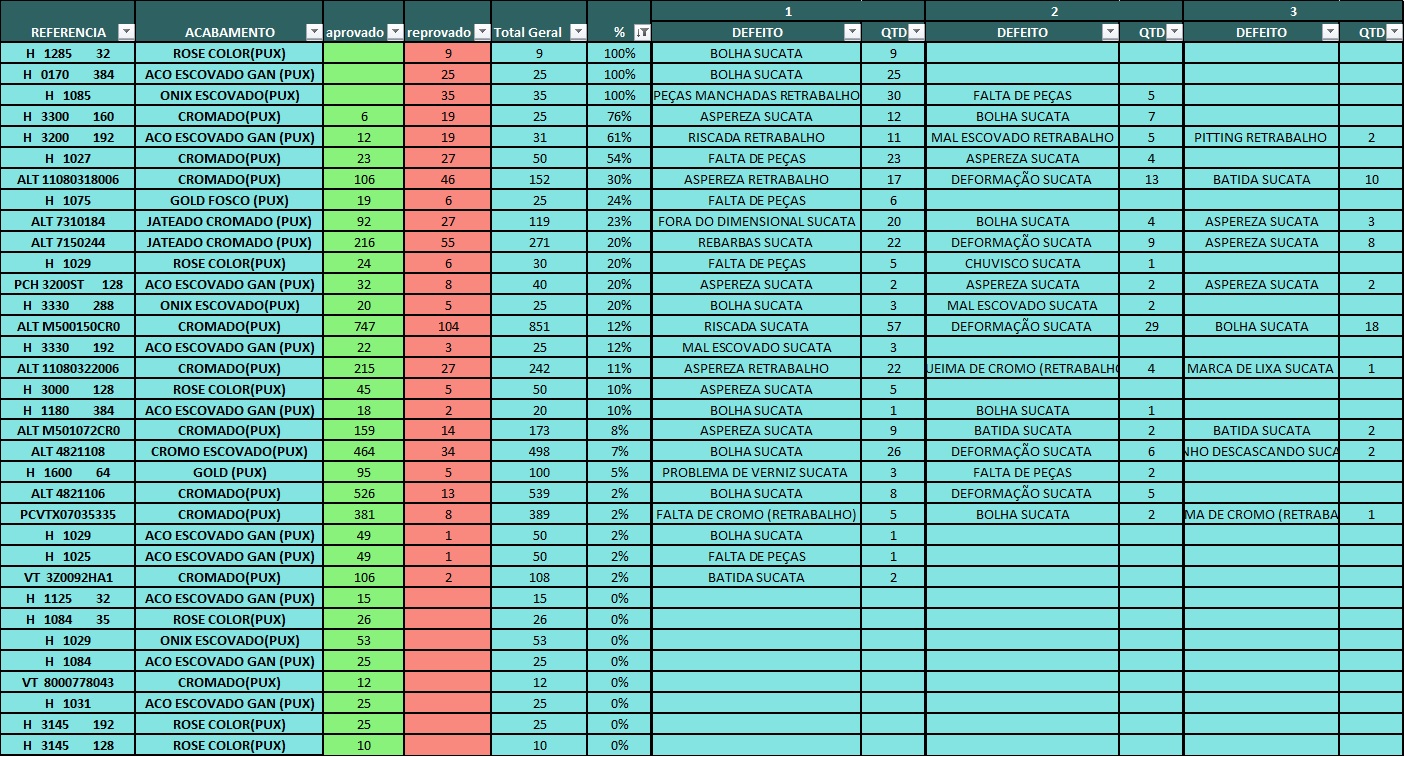 1 2 3
REFERENCIA ACABAMENTO aprovado reprovado Total Geral % DEFEITO QTD DEFEITO QTD DEFEITO QTD
H 1285 32 ROSE COLOR(PUX) 9 9 100% BOLHA SUCATA 9
H 0170 384 ACO ESCOVADO GAN (PUX) 25 25 100% BOLHA SUCATA 25
H 1085 ONIX ESCOVADO(PUX) 35 35 100% PEÇAS MANCHADAS RETRABALHO 30 FALTA DE PEÇAS 5
H 3300 160 CROMADO(PUX) 6 19 25 76% ASPEREZA SUCATA 12 BOLHA SUCATA 7
H 3200 192 ACO ESCOVADO GAN (PUX) 12 19 31 61% RISCADA RETRABALHO 11 MAL ESCOVADO RETRABALHO 5 PITTING RETRABALHO 2
H 1027 CROMADO(PUX) 23 27 50 54% FALTA DE PEÇAS 23 ASPEREZA SUCATA 4
ALT 11080318006 CROMADO(PUX) 106 46 152 30% ASPEREZA RETRABALHO 17 DEFORMAÇÃO SUCATA 13 BATIDA SUCATA 10
H 1075 GOLD FOSCO (PUX) 19 6 25 24% FALTA DE PEÇAS 6
ALT 7310184 JATEADO CROMADO (PUX) 92 27 119 23% FORA DO DIMENSIONAL SUCATA 20 BOLHA SUCATA 4 ASPEREZA SUCATA 3
ALT 7150244 JATEADO CROMADO (PUX) 216 55 271 20% REBARBAS SUCATA 22 DEFORMAÇÃO SUCATA 9 ASPEREZA SUCATA 8
H 1029 ROSE COLOR(PUX) 24 6 30 20% FALTA DE PEÇAS 5 CHUVISCO SUCATA 1
PCH 3200ST 128 ACO ESCOVADO GAN (PUX) 32 8 40 20% ASPEREZA SUCATA 2 ASPEREZA SUCATA 2 ASPEREZA SUCATA 2
H 3330 288 ONIX ESCOVADO(PUX) 20 5 25 20% BOLHA SUCATA 3 MAL ESCOVADO SUCATA 2
ALT M500150CR0 CROMADO(PUX) 747 104 851 12% RISCADA SUCATA 57 DEFORMAÇÃO SUCATA 29 BOLHA SUCATA 18
H 3330 192 ACO ESCOVADO GAN (PUX) 22 3 25 12% MAL ESCOVADO SUCATA 3
ALT 11080322006 CROMADO(PUX) 215 27 242 11% ASPEREZA RETRABALHO 22 UEIMA DE CROMO (RETRABALHO 4 MARCA DE LIXA SUCATA 1
H 3000 128 ROSE COLOR(PUX) 45 5 50 10% ASPEREZA SUCATA 5
H 1180 384 ACO ESCOVADO GAN (PUX) 18 2 20 10% BOLHA SUCATA 1 BOLHA SUCATA 1
ALT M501072CR0 CROMADO(PUX) 159 14 173 8% ASPEREZA SUCATA 9 BATIDA SUCATA 2 BATIDA SUCATA 2
ALT 4821108 CROMO ESCOVADO(PUX) 464 34 498 7% BOLHA SUCATA 26 DEFORMAÇÃO SUCATA 6 NHO DESCASCANDO SUCA 2
H 1600 64 GOLD (PUX) 95 5 100 5% PROBLEMA DE VERNIZ SUCATA 3 FALTA DE PEÇAS 2
ALT 4821106 CROMADO(PUX) 526 13 539 2% BOLHA SUCATA 8 DEFORMAÇÃO SUCATA 5
PCVTX07035335 CROMADO(PUX) 381 8 389 2% FALTA DE CROMO (RETRABALHO) 5 BOLHA SUCATA 2 MA DE CROMO (RETRABA 1
H 1029 ACO ESCOVADO GAN (PUX) 49 1 50 2% BOLHA SUCATA 1
H 1025 ACO ESCOVADO GAN (PUX) 49 1 50 2% FALTA DE PEÇAS 1
VT 3Z0092HA1 CROMADO(PUX) 106 2 108 2% BATIDA SUCATA 2
H 1125 32 ACO ESCOVADO GAN (PUX) 15 15 0%
H 1084 35 ROSE COLOR(PUX) 26 26 0%
H 1029 ONIX ESCOVADO(PUX) 53 53 0%
H 1084 ACO ESCOVADO GAN (PUX) 25 25 0%
VT 8000778043 CROMADO(PUX) 12 12 0%
H 1031 ACO ESCOVADO GAN (PUX) 25 25 0%
H 3145 192 ROSE COLOR(PUX) 25 25 0%
H 3145 128 ROSE COLOR(PUX) 10 10 0%